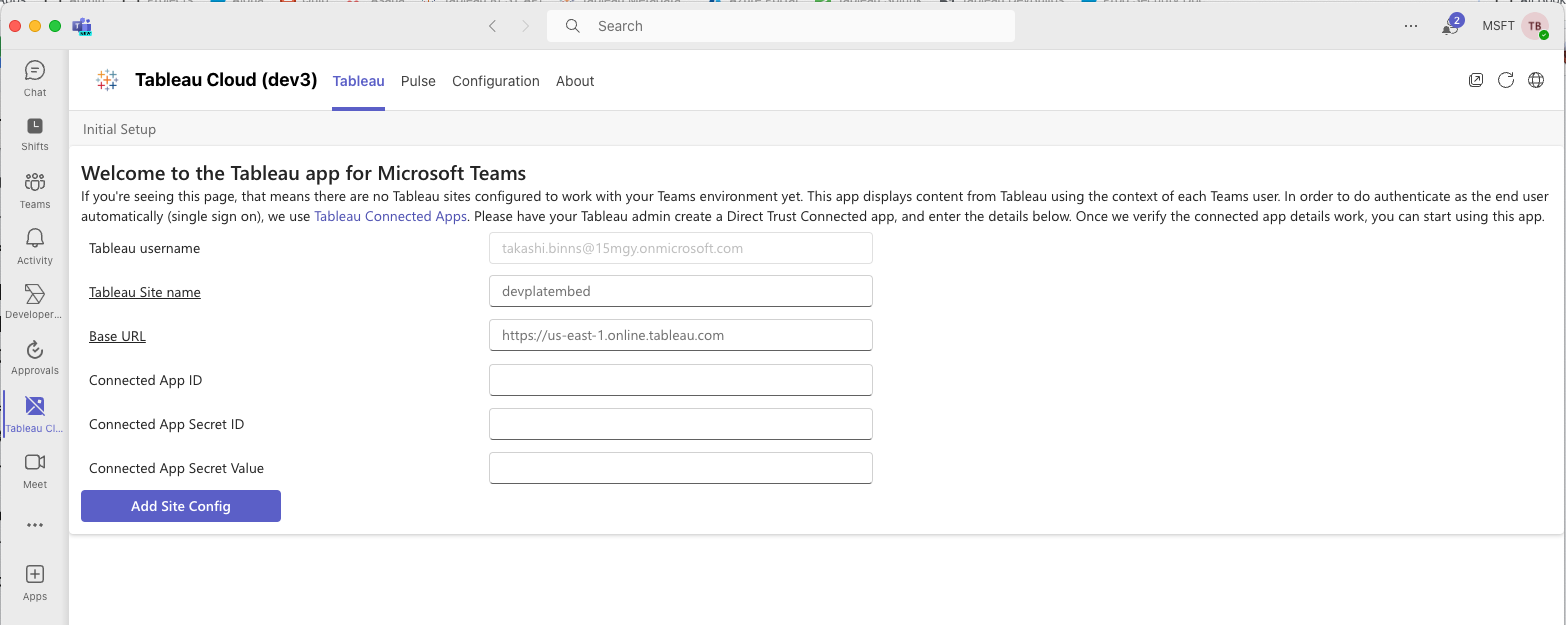 Search
2
MSFT
TB
Chat
Shifts
Teams
Activity
Developer...
Approvals
Tableau Cl...
Meet
Apps
Tableau Cloud (dev3)
Tableau
Pulse
Configuration
About
Initial Setup
Welcome to the Tableau app for Microsoft Teams
If you're seeing this page, that means there are no Tableau sites configured to work with your Teams environment yet. This app displays content from Tableau using the context of each Teams user. In order to do authenticate as the end user
automatically (single sign on), we use Tableau Connected Apps. Please have your Tableau admin create a Direct Trust Connected app, and enter the details below. Once we verify the connected app details work, you can start using this app.
Tableau username
takashi.binns@15mgy.onmicrosoft.com
Tableau Site name
devplatembed
Base URL
https://us-east-1.online.tableau.com
Connected App ID
Connected App Secret ID
Connected App Secret Value
Add Site Config